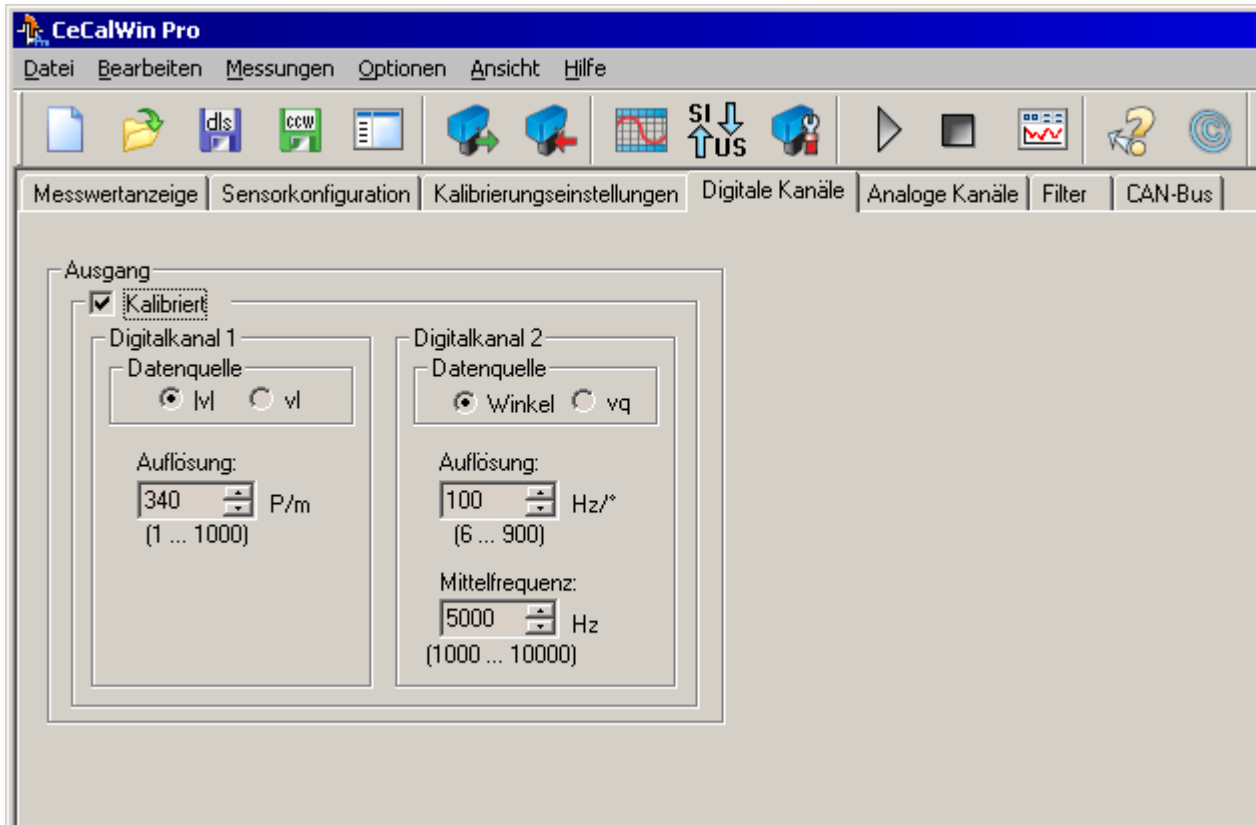 CeCalWin Pro
Datei Bearbeiten Messungen Optionen Ansicht Hilfe
dls ccw SI US
Messwertanzeige Sensorkonfiguration Kalibrierungseinstellungen Digitale Kanäle Analoge Kanäle Filter CAN-Bus
Ausgang
Kalibriert
Digitalkanal 1
Datenquelle
|v| vl
Auflösung:
340 P/m
(1 ... 1000)
Digitalkanal 2
Datenquelle
Winkel vq
Auflösung:
100 Hz/°
(6 ... 900)
Mittelfrequenz:
5000 Hz
(1000 ... 10000)